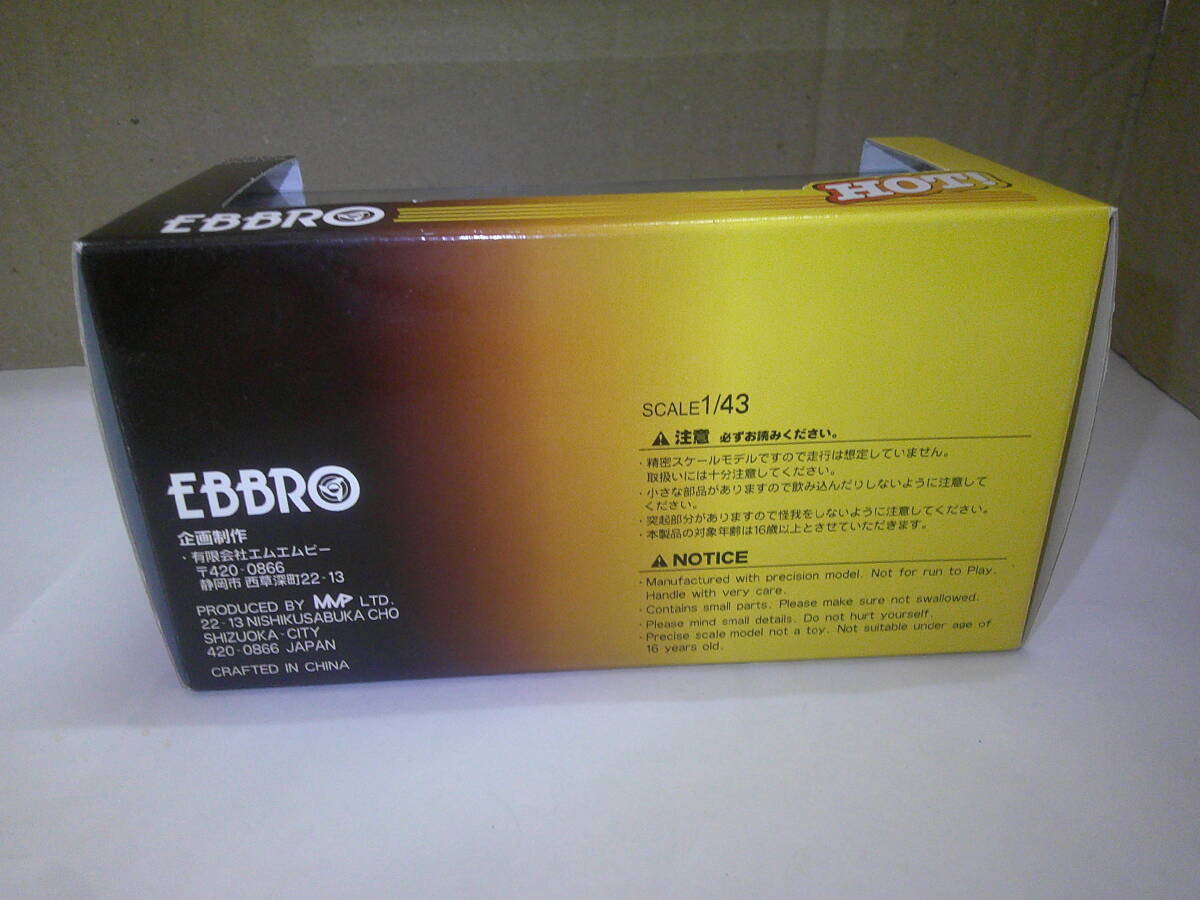 EBBRO
HOT!
EBBRO
企画制作
・有限会社エムエムピー
〒420-0866
静岡市 西草深町22-13
PRODUCED BY MMP LTD.
22-13 NISHIKUSABUKA CHO
SHIZUOKA-CITY
420-0866 JAPAN
CRAFTED IN CHINA
SCALE1/43
注意 必ずお読みください。
・精密スケールモデルですので走行は想定していません。
取扱いには十分注意してください。
・小さな部品がありますので飲み込んだりしないように注意して
ください。
・突起部分がありますので怪我をしないように注意してください。
・本製品の対象年齢は16歳以上とさせていただきます。
NOTICE
・Manufactured with precision model. Not for run to Play.
Handle with very care.
・Contains small parts. Please make sure not swallowed.
・Please mind small details. Do not hurt yourself.
・Precise scale model not a toy. Not suitable under age of
16 years old.